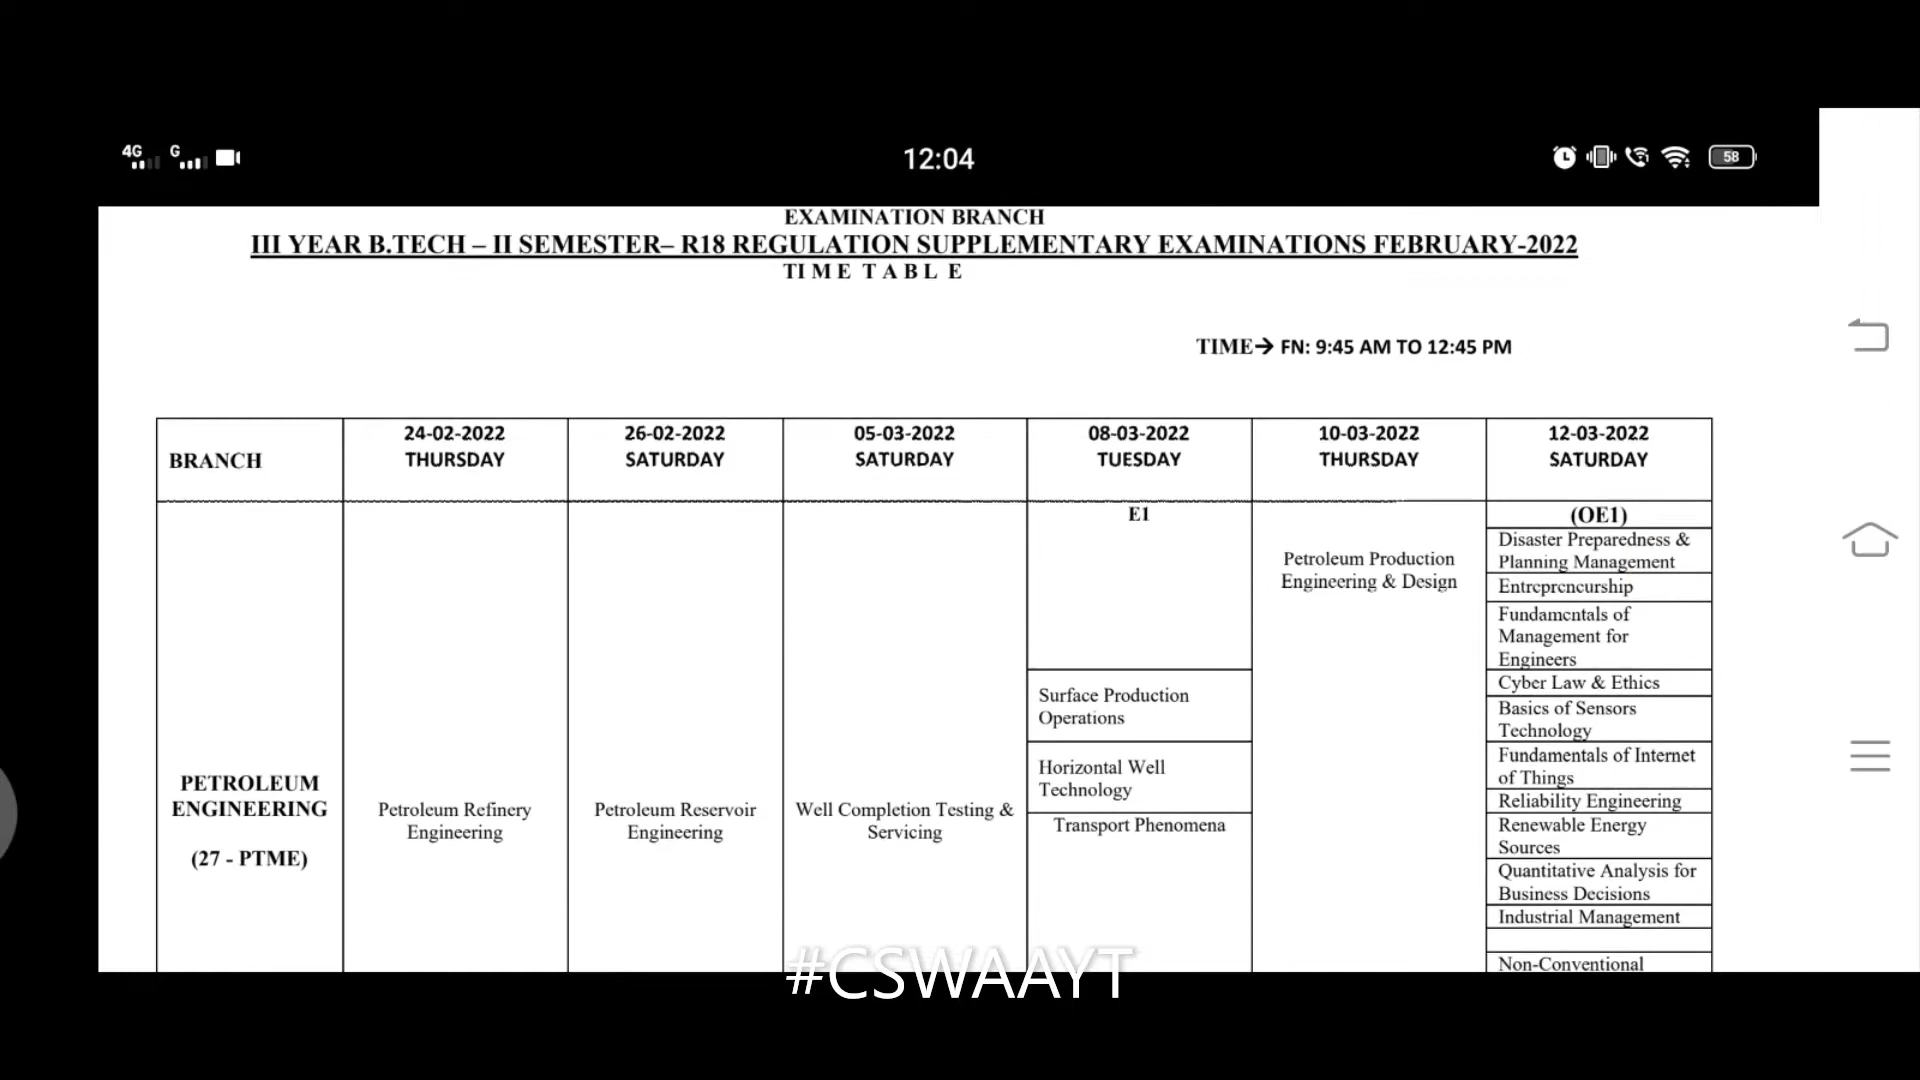 4G G 12:04 58
EXAMINATION BRANCH
III YEAR B.TECH – II SEMESTER– R18 REGULATION SUPPLEMENTARY EXAMINATIONS FEBRUARY-2022
TI M E T A B L E
TIME→ FN: 9:45 AM TO 12:45 PM
BRANCH
24-02-2022
THURSDAY
26-02-2022
SATURDAY
05-03-2022
SATURDAY
08-03-2022
TUESDAY
10-03-2022
THURSDAY
12-03-2022
SATURDAY
PETROLEUM
ENGINEERING
(27 - PTME)
Petroleum Refinery
Engineering
Petroleum Reservoir
Engineering
Well Completion Testing &
Servicing
E1
Surface Production
Operations
Horizontal Well
Technology
Transport Phenomena
Petroleum Production
Engineering & Design
(OE1)
Disaster Preparedness &
Planning Management
Entrepreneurship
Fundamentals of
Management for
Engineers
Cyber Law & Ethics
Basics of Sensors
Technology
Fundamentals of Internet
of Things
Reliability Engineering
Renewable Energy
Sources
Quantitative Analysis for
Business Decisions
Industrial Management
Non-Conventional
#CSWAAYT